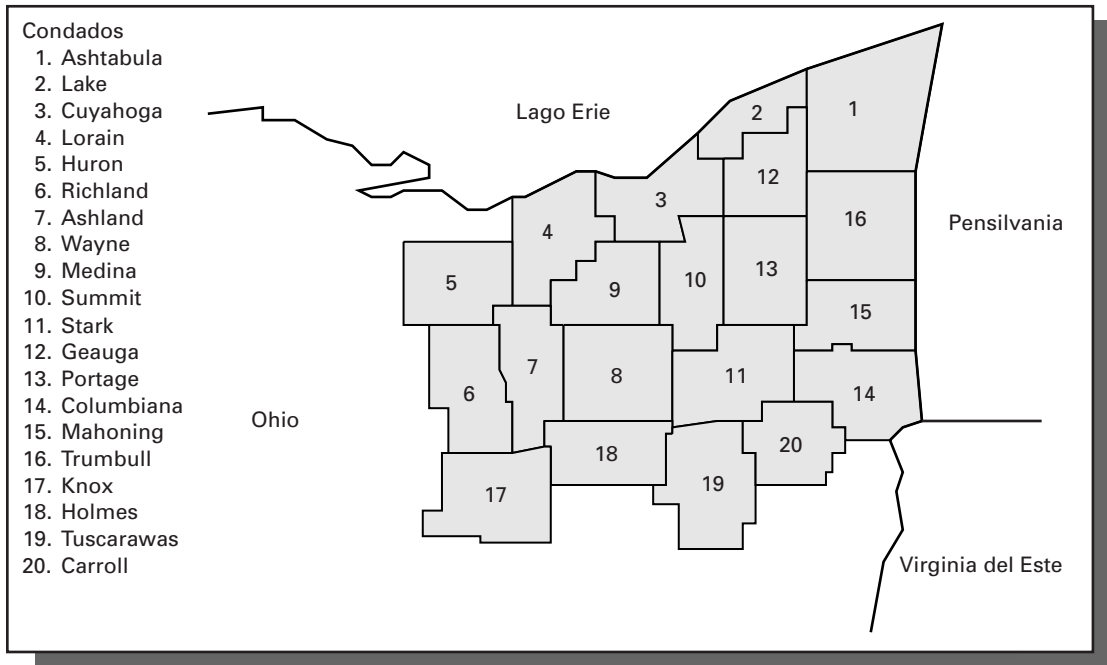 Condados
1. Ashtabula
2. Lake
3. Cuyahoga
4. Lorain
5. Huron
6. Richland
7. Ashland
8. Wayne
9. Medina
10. Summit
11. Stark
12. Geauga
13. Portage
14. Columbiana
15. Mahoning
16. Trumbull
17. Knox
18. Holmes
19. Tuscarawas
20. Carroll
Lago Erie
2
1
12
3
16
Pensilvania
4
13
10
5
9
15
7
8
11
6
14
Ohio
20
18
19
17
Virginia del Este